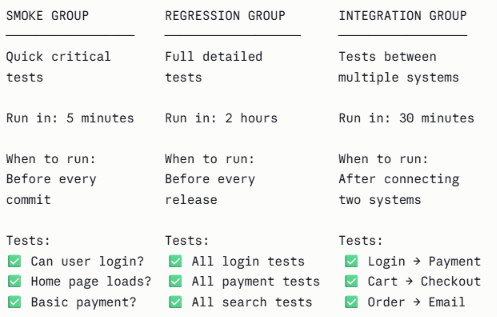 SMOKE GROUP
Quick critical
tests
Run in: 5 minutes
When to run:
Before every
commit
Tests:
✅ Can user login?
✅ Home page loads?
✅ Basic payment?
REGRESSION GROUP
Full detailed
tests
Run in: 2 hours
When to run:
Before every
release
Tests:
✅ All login tests
✅ All payment tests
✅ All search tests
INTEGRATION GROUP
Tests between
multiple systems
Run in: 30 minutes
When to run:
After connecting
two systems
Tests:
✅ Login → Payment
✅ Cart → Checkout
✅ Order → Email